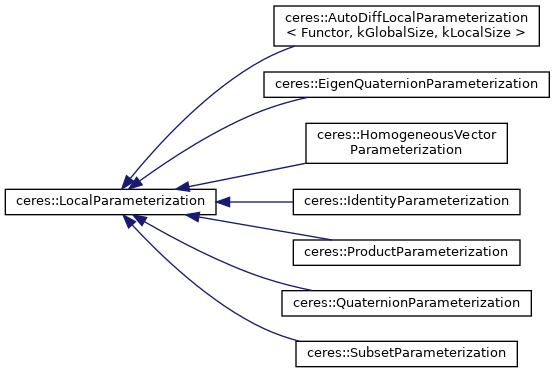 ceres::AutoDiffLocalParameterization
< Functor, kGlobalSize, kLocalSize >
ceres::EigenQuaternionParameterization
ceres::HomogeneousVector
Parameterization
ceres::LocalParameterization
ceres::IdentityParameterization
ceres::ProductParameterization
ceres::QuaternionParameterization
ceres::SubsetParameterization